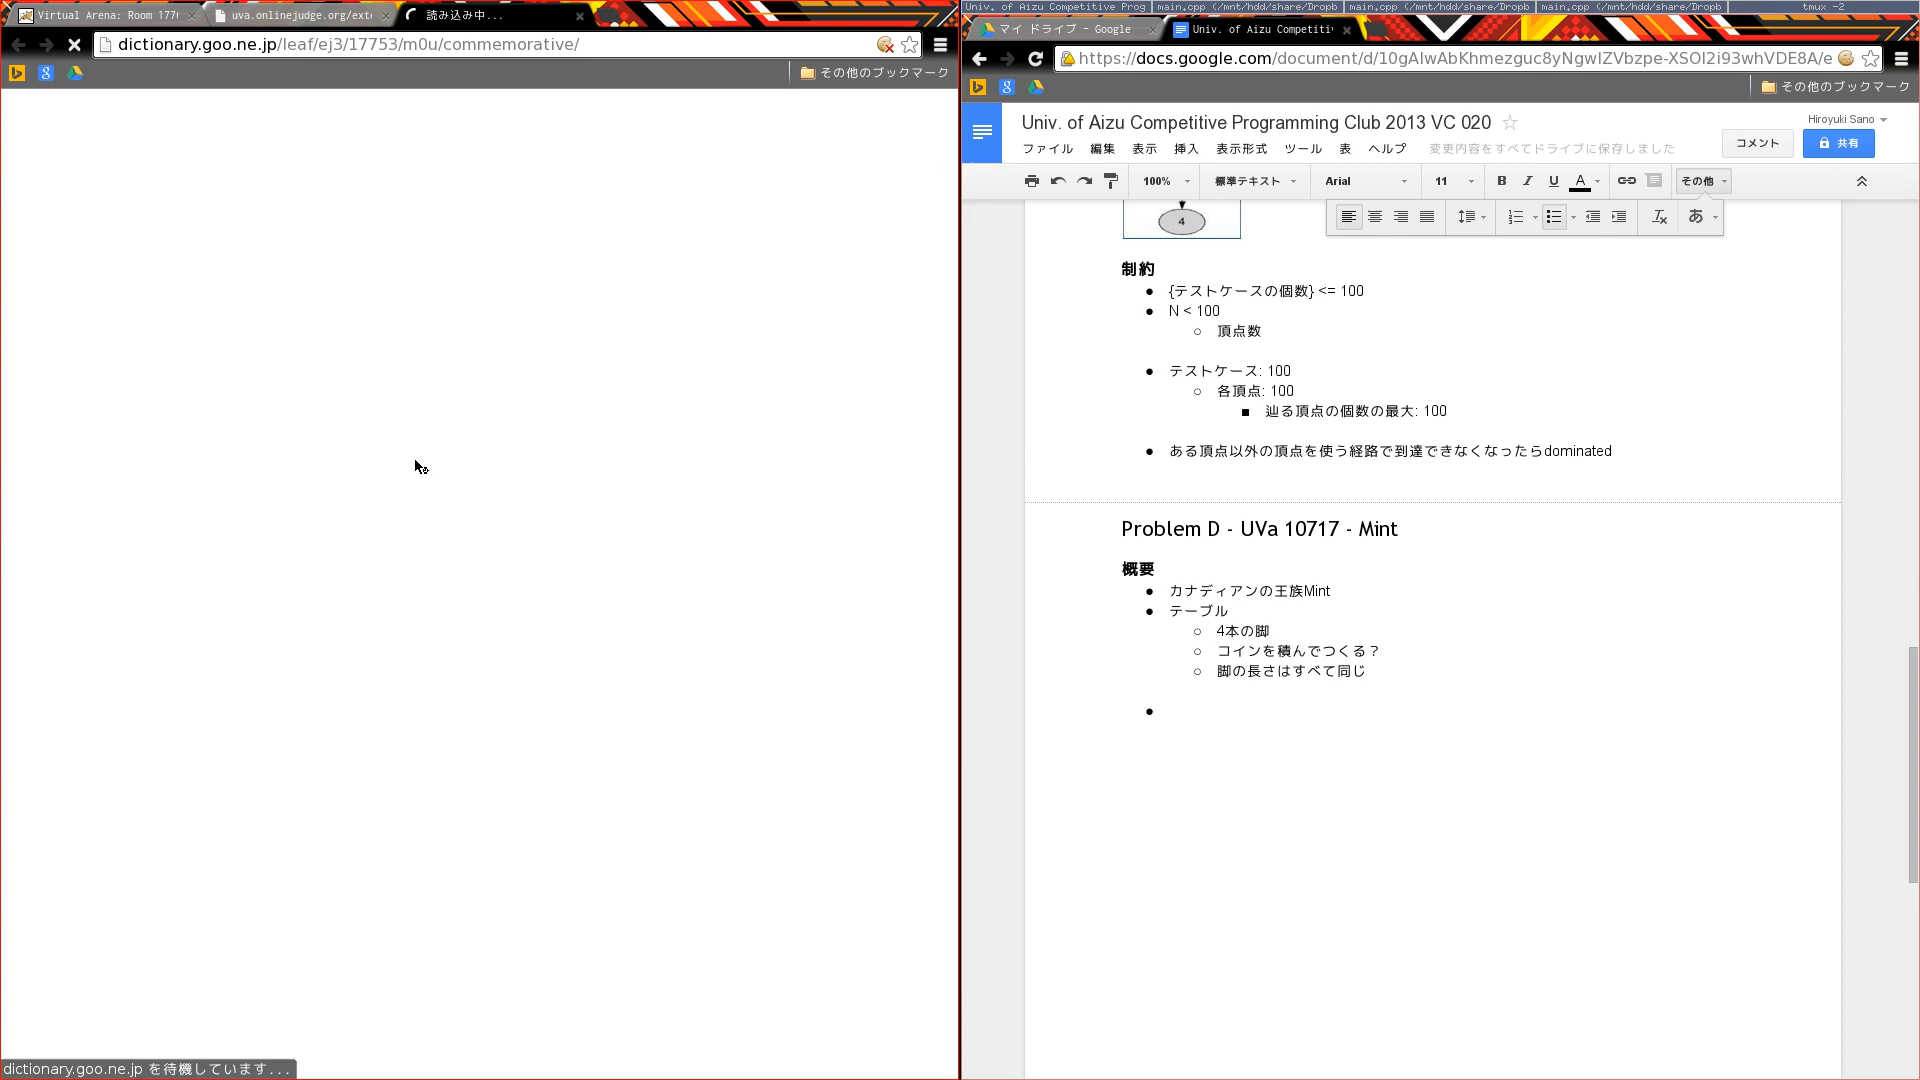 Virtual Arena: Room 177
uva.onlinejudge.org/exte
読み込み中...
dictionary.goo.ne.jp/leaf/ej3/17753/m0u/commemorative/
その他のブックマーク
dictionary.goo.ne.jp を待機しています...
Univ. of Aizu Competitive Prog
main.cpp (/mnt/hdd/share/Dropb
main.cpp (/mnt/hdd/share/Dropb
main.cpp (/mnt/hdd/share/Dropb
tmux -2
マイ ドライブ - Google
Univ. of Aizu Competiti
https://docs.google.com/document/d/10gAIwAbKhmezguc8yNgwIZVbzpe-XSOI2i93whVDE8A/e
その他のブックマーク
Univ. of Aizu Competitive Programming Club 2013 VC 020
Hiroyuki Sano
ファイル 編集 表示 挿入 表示形式 ツール 表 ヘルプ 変更内容をすべてドライブに保存しました
コメント
共有
100% 標準テキスト Arial 11 B I U A その他
あ
4
制約
● {テストケースの個数} <= 100
● N < 100
○ 頂点数
● テストケース: 100
○ 各頂点: 100
■ 辿る頂点の個数の最大: 100
● ある頂点以外の頂点を使う経路で到達できなくなったらdominated
Problem D - UVa 10717 - Mint
概要
● カナディアンの王族Mint
● テーブル
○ 4本の脚
○ コインを積んでつくる？
○ 脚の長さはすべて同じ
●